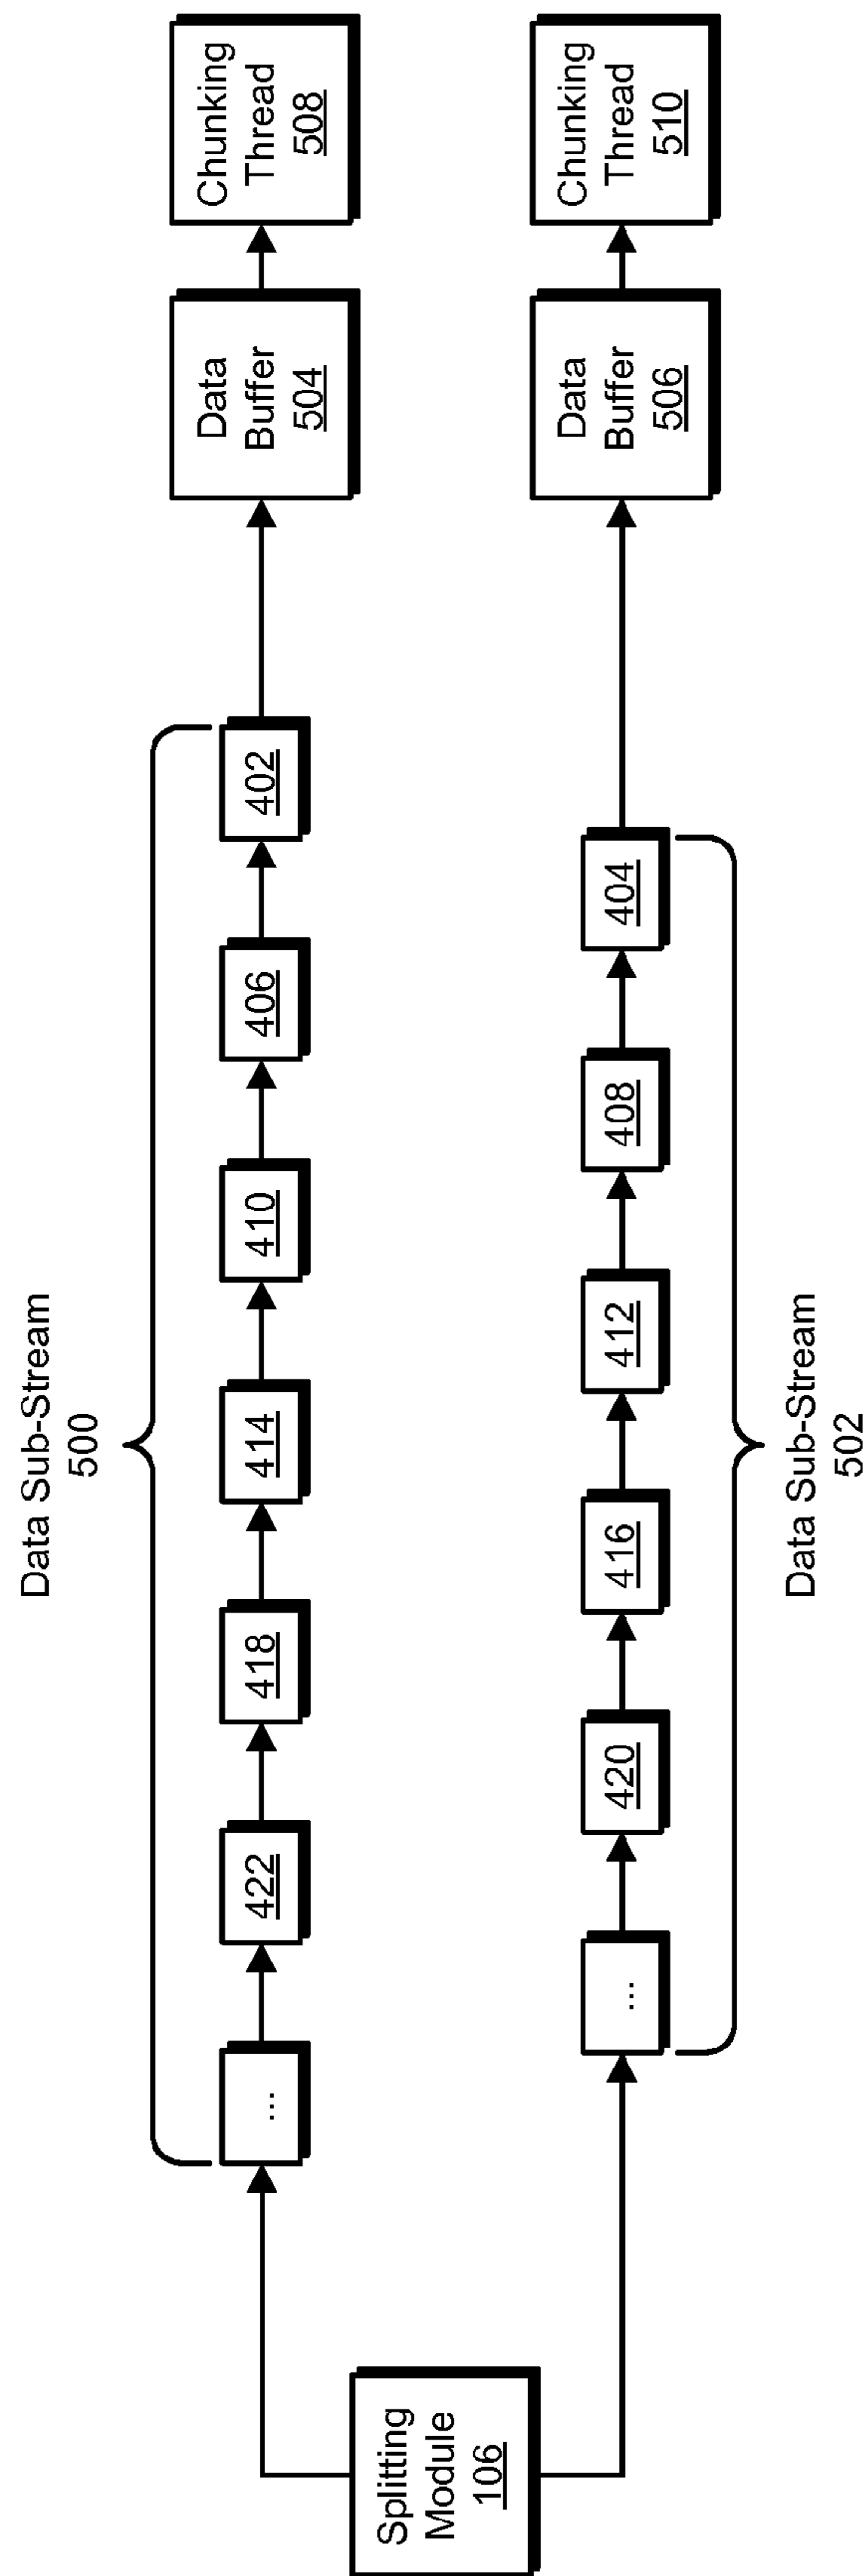 Data Sub-Stream
500
Splitting
Module
106
...
422
418
414
410
406
402
Data
Buffer
504
Chunking
Thread
508
...
420
416
412
408
404
Data
Buffer
506
Chunking
Thread
510
Data Sub-Stream
502